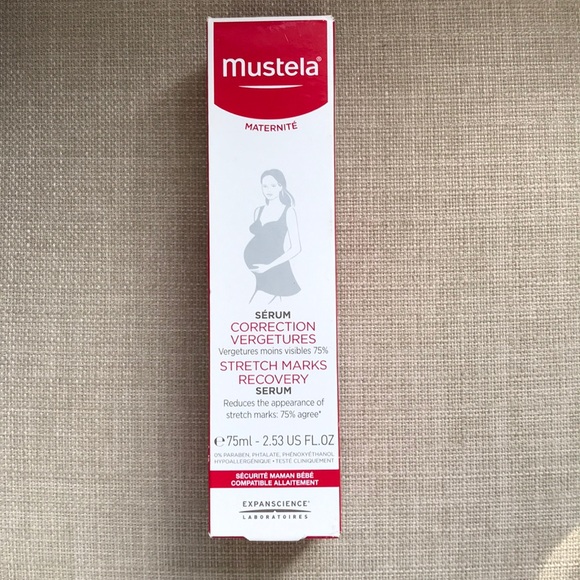 mustela®
MATERNITÉ
SÉRUM
CORRECTION
VERGETURES
Vergetures moins visibles 75%
STRETCH MARKS
RECOVERY
SERUM
Reduces the appearance of
stretch marks: 75% agree*
℮75ml - 2.53 US FL.OZ
0% PARABEN, PHTALATE, PHÉNOXYÉTHANOL
HYPOALLERGÉNIQUE • TESTÉ CLINIQUEMENT
SÉCURITÉ MAMAN BÉBÉ
COMPATIBLE ALLAITEMENT
EXPANSCIENCE®
LABORATOIRES